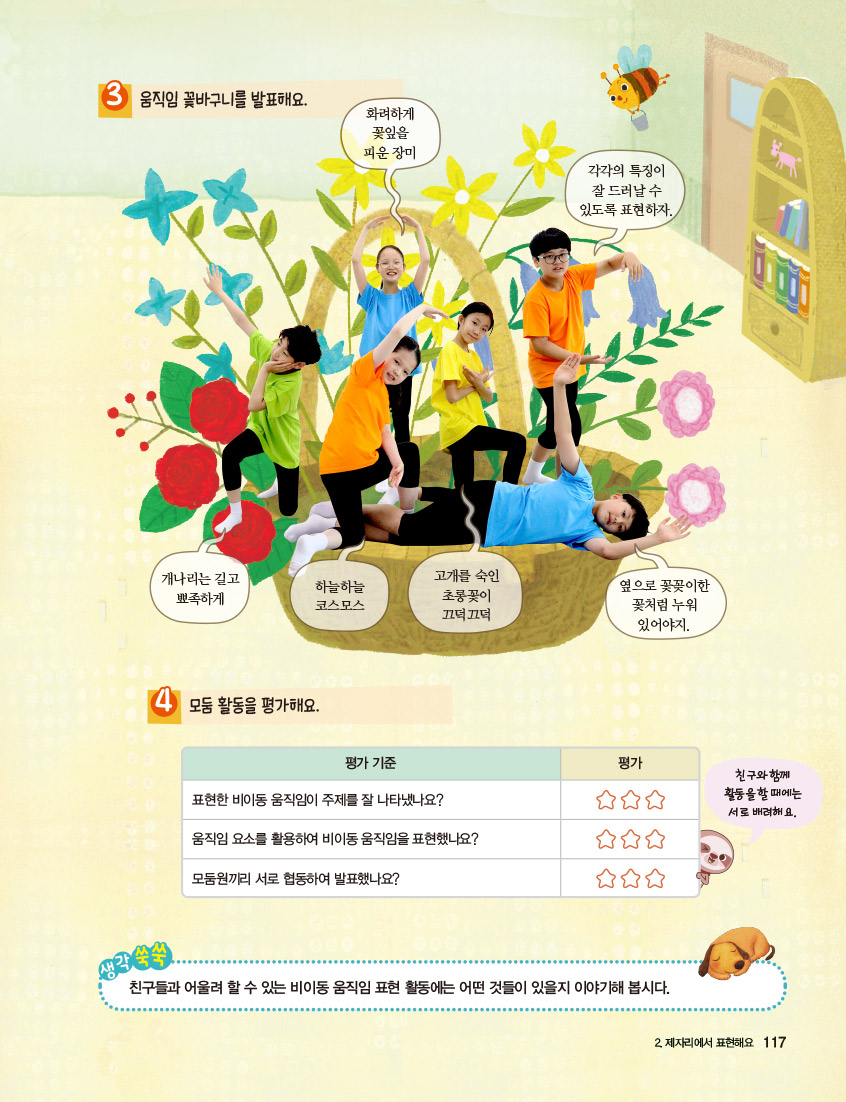 3 움직임 꽃바구니를 발표해요.
화려하게
꽃잎을
피운 장미
각각의 특징이
잘 드러날 수
있도록 표현하자.
개나리는 길고
뾰족하게
하늘하늘
코스모스
고개를 숙인
초롱꽃이
끄덕끄덕
옆으로 꽃꽂이한
꽃처럼 누워
있어야지.
4 모둠 활동을 평가해요.
평가 기준 평가
표현한 비이동 움직임이 주제를 잘 나타냈나요?
움직임 요소를 활용하여 비이동 움직임을 표현했나요?
모둠원끼리 서로 협동하여 발표했나요?
친구와 함께
활동을 할 때에는
서로 배려해요.
생각 쑥쑥
친구들과 어울려 할 수 있는 비이동 움직임 표현 활동에는 어떤 것들이 있을지 이야기해 봅시다.
2. 제자리에서 표현해요 117